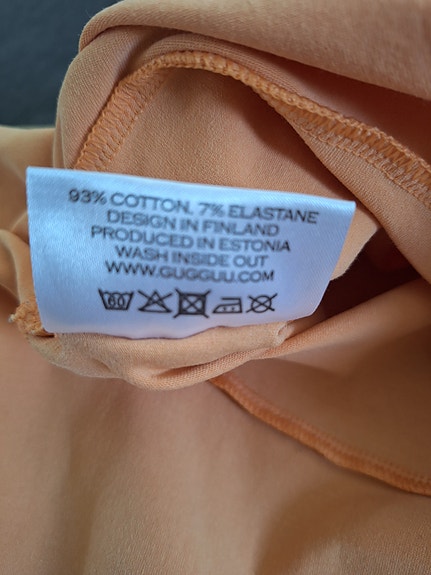 93% COTTON, 7% ELASTANE
DESIGN IN FINLAND
PRODUCED IN ESTONIA
WASH INSIDE OUT
WWW.GUGGUU.COM